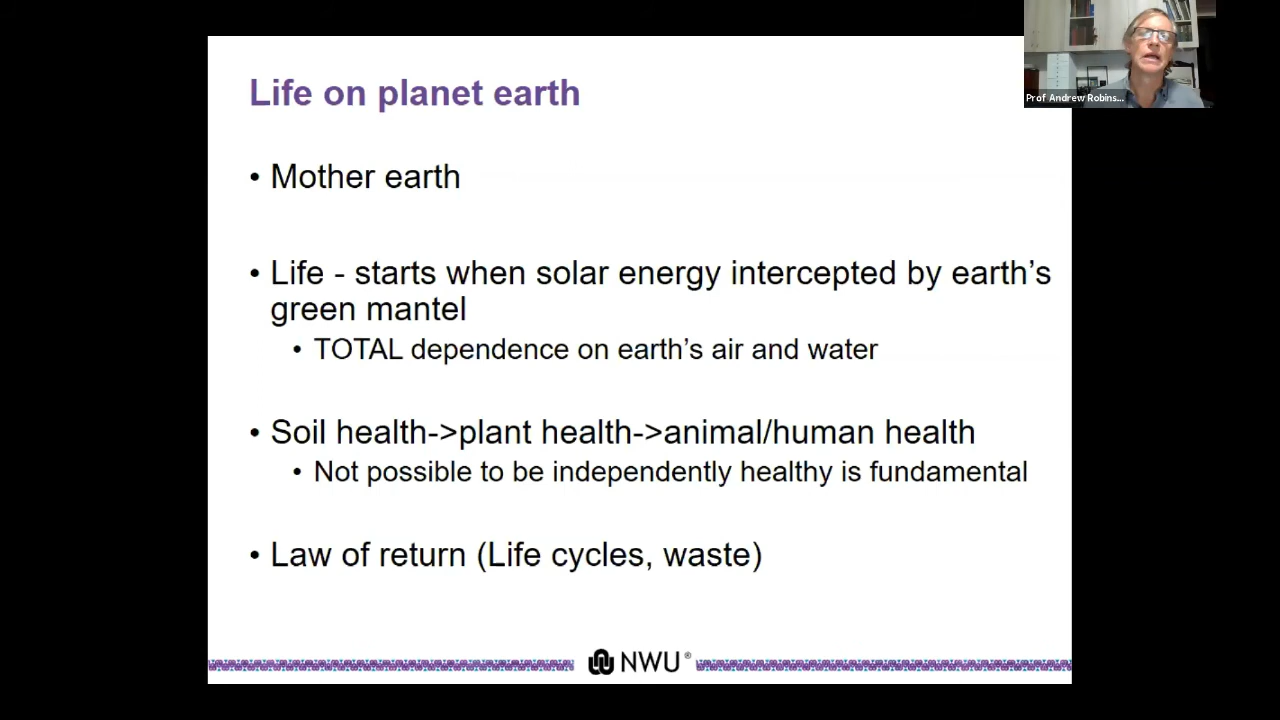 Prof Andrew Robins...
Life on planet earth
• Mother earth
• Life - starts when solar energy intercepted by earth's
green mantel
• TOTAL dependence on earth's air and water
• Soil health->plant health->animal/human health
• Not possible to be independently healthy is fundamental
• Law of return (Life cycles, waste)
NWU®